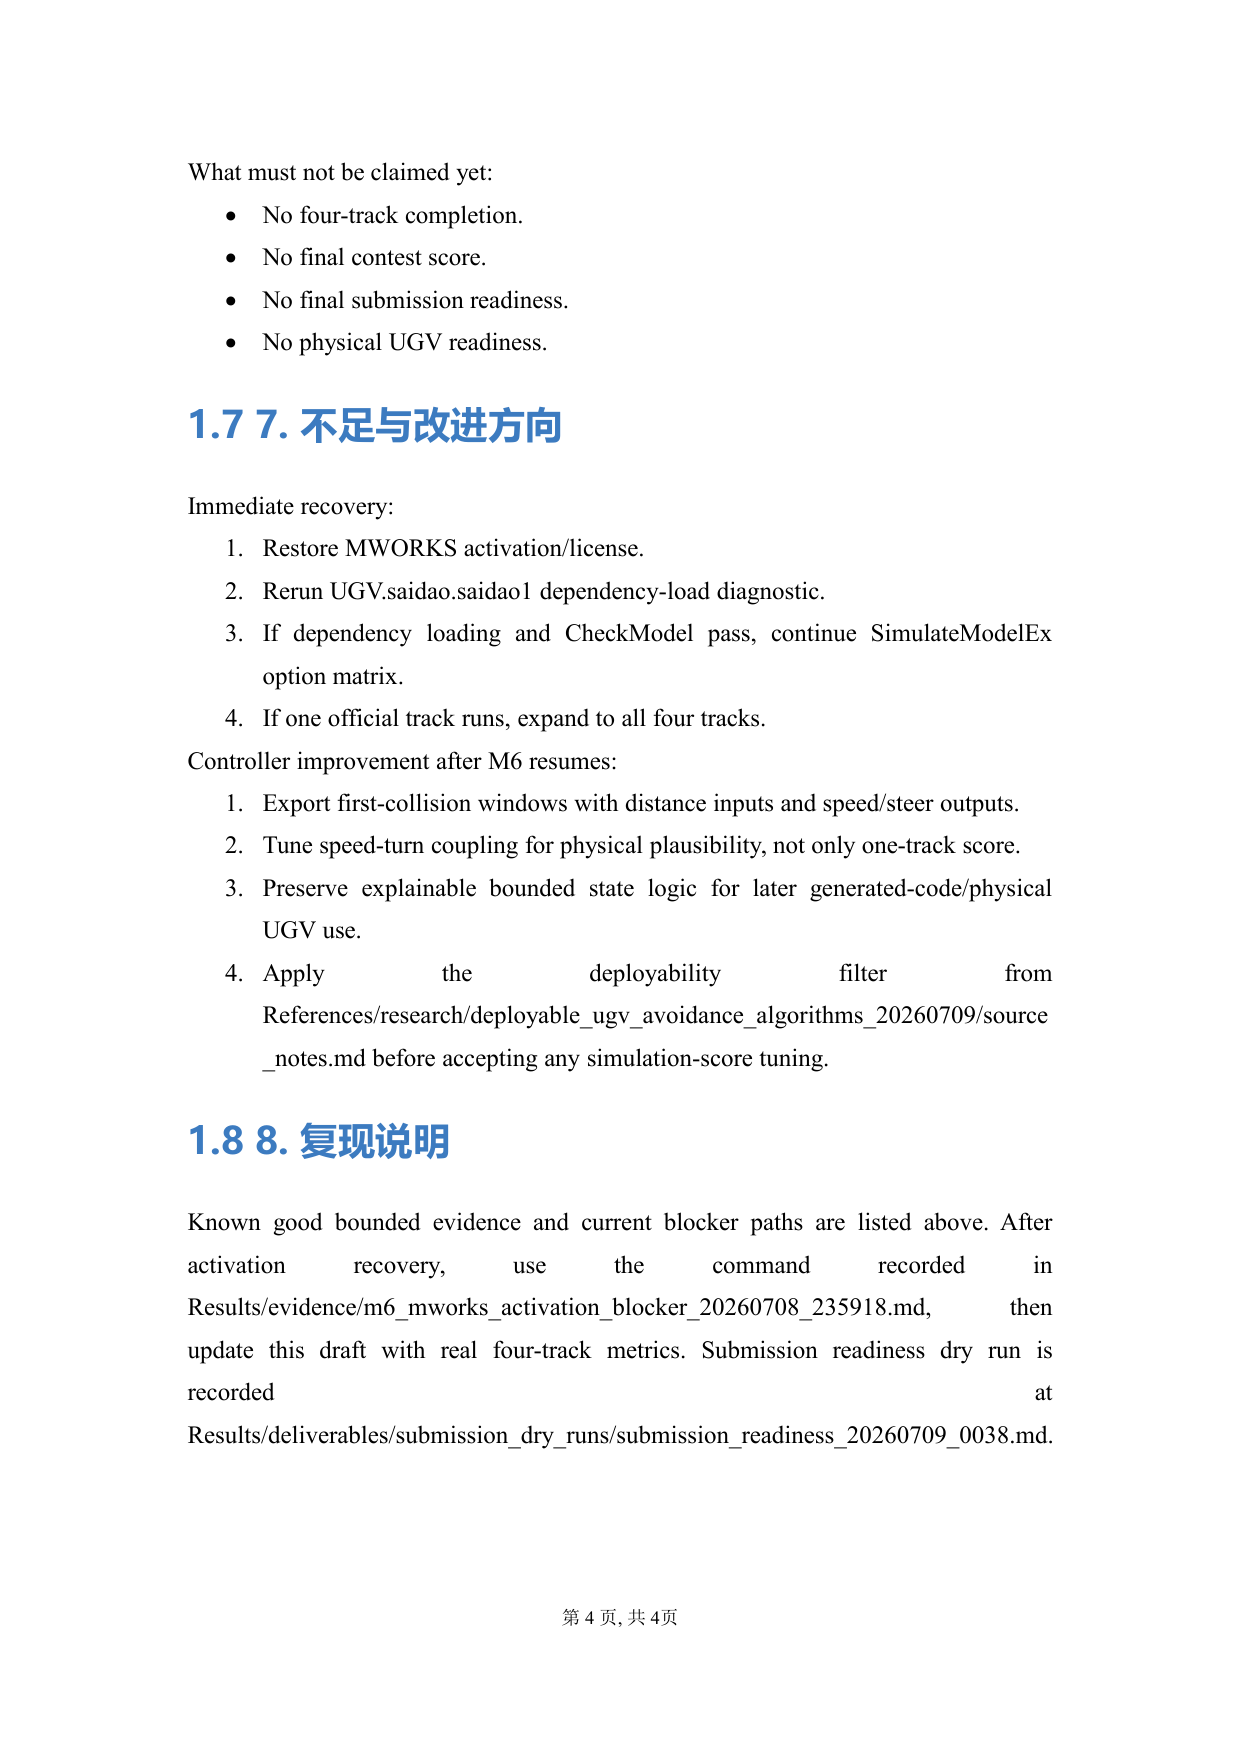 What must not be claimed yet:
• No four-track completion.
• No final contest score.
• No final submission readiness.
• No physical UGV readiness.
1.7 7. 不足与改进方向
Immediate recovery:
1. Restore MWORKS activation/license.
2. Rerun UGV.saidao.saidao1 dependency-load diagnostic.
3. If dependency loading and CheckModel pass, continue SimulateModelEx
option matrix.
4. If one official track runs, expand to all four tracks.
Controller improvement after M6 resumes:
1. Export first-collision windows with distance inputs and speed/steer outputs.
2. Tune speed-turn coupling for physical plausibility, not only one-track score.
3. Preserve explainable bounded state logic for later generated-code/physical
UGV use.
4. Apply the deployability filter from
References/research/deployable_ugv_avoidance_algorithms_20260709/source
_notes.md before accepting any simulation-score tuning.
1.8 8. 复现说明
Known good bounded evidence and current blocker paths are listed above. After
activation recovery, use the command recorded in
Results/evidence/m6_mworks_activation_blocker_20260708_235918.md, then
update this draft with real four-track metrics. Submission readiness dry run is
recorded at
Results/deliverables/submission_dry_runs/submission_readiness_20260709_0038.md.
第 4 页, 共 4页